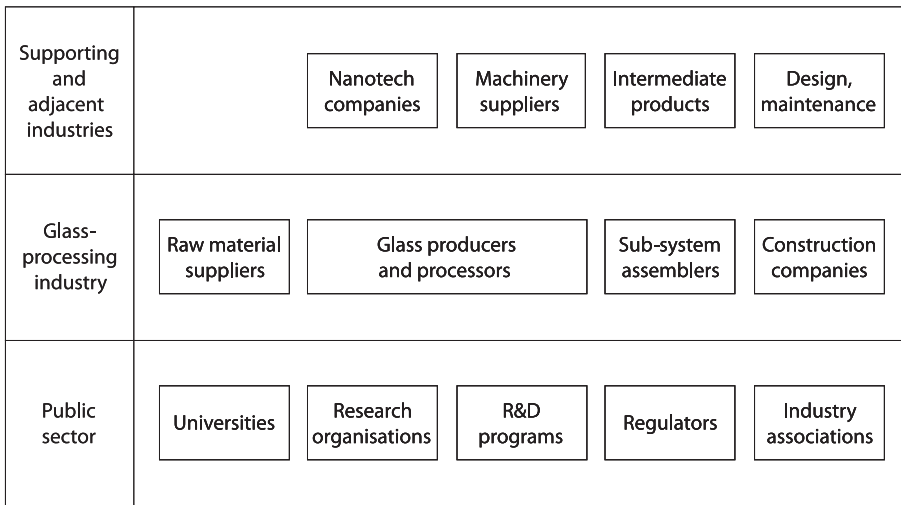 Supporting
and
adjacent
industries
Nanotech
companies
Machinery
suppliers
Intermediate
products
Design,
maintenance
Glass-
processing
industry
Raw material
suppliers
Glass producers
and processors
Sub-system
assemblers
Construction
companies
Public
sector
Universities
Research
organisations
R&D
programs
Regulators
Industry
associations